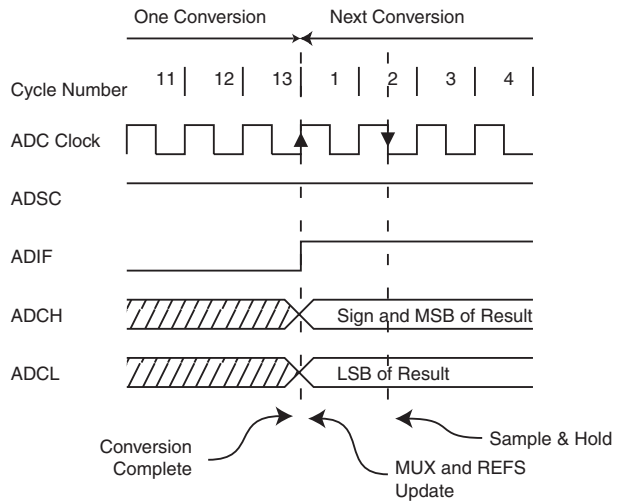 One Conversion
Next Conversion
Cycle Number
11
12
13
1
2
3
4
ADC Clock
ADSC
ADIF
ADCH
Sign and MSB of Result
ADCL
LSB of Result
Conversion
Complete
MUX and REFS
Update
Sample & Hold